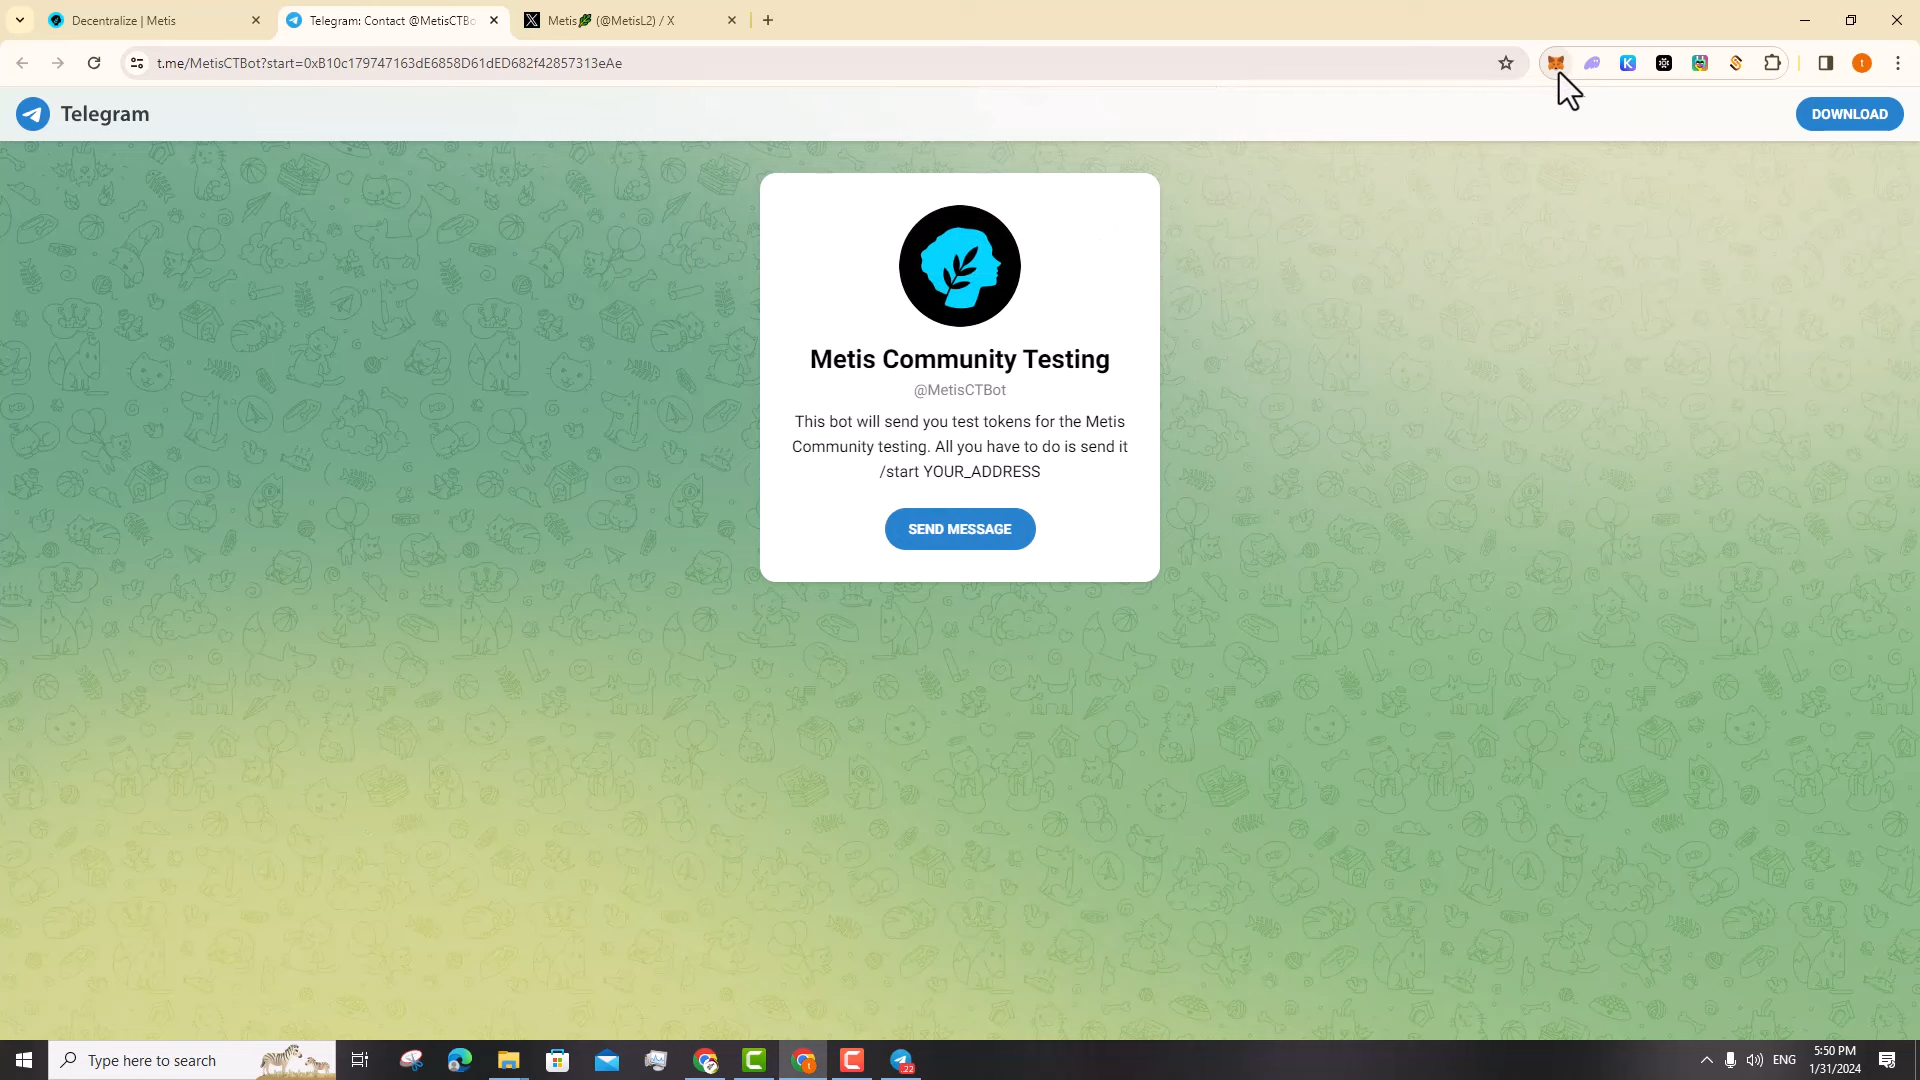 Decentralize | Metis
Telegram: Contact @MetisCTBo
Metis🌿 (@MetisL2) / X
t.me/MetisCTBot?start=0xB10c179747163dE6858D61dED682f42857313eAe
Telegram
DOWNLOAD
Metis Community Testing
@MetisCTBot
This bot will send you test tokens for the Metis
Community testing. All you have to do is send it
/start YOUR_ADDRESS
SEND MESSAGE
Type here to search
22
ENG
5:50 PM
1/31/2024